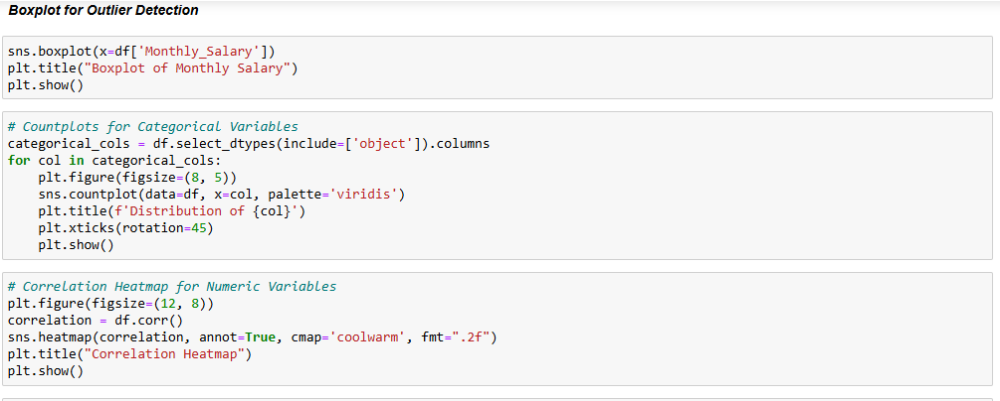 Boxplot for Outlier Detection
sns.boxplot(x=df['Monthly_Salary'])
plt.title("Boxplot of Monthly Salary")
plt.show()
# Countplots for Categorical Variables
categorical_cols = df.select_dtypes(include=['object']).columns
for col in categorical_cols:
    plt.figure(figsize=(8, 5))
    sns.countplot(data=df, x=col, palette='viridis')
    plt.title(f'Distribution of {col}')
    plt.xticks(rotation=45)
    plt.show()
# Correlation Heatmap for Numeric Variables
plt.figure(figsize=(12, 8))
correlation = df.corr()
sns.heatmap(correlation, annot=True, cmap='coolwarm', fmt=".2f")
plt.title("Correlation Heatmap")
plt.show()